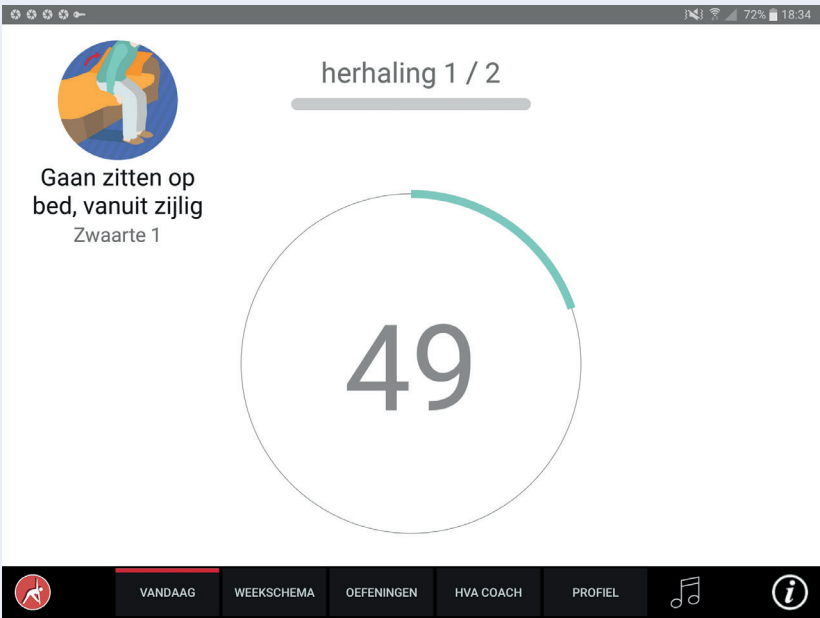 72% 18:34
herhaling 1 / 2
Gaan zitten op
bed, vanuit zijlig
Zwaarte 1
49
VANDAAG
WEEKSCHEMA
OEFENINGEN
HVA COACH
PROFIEL
i